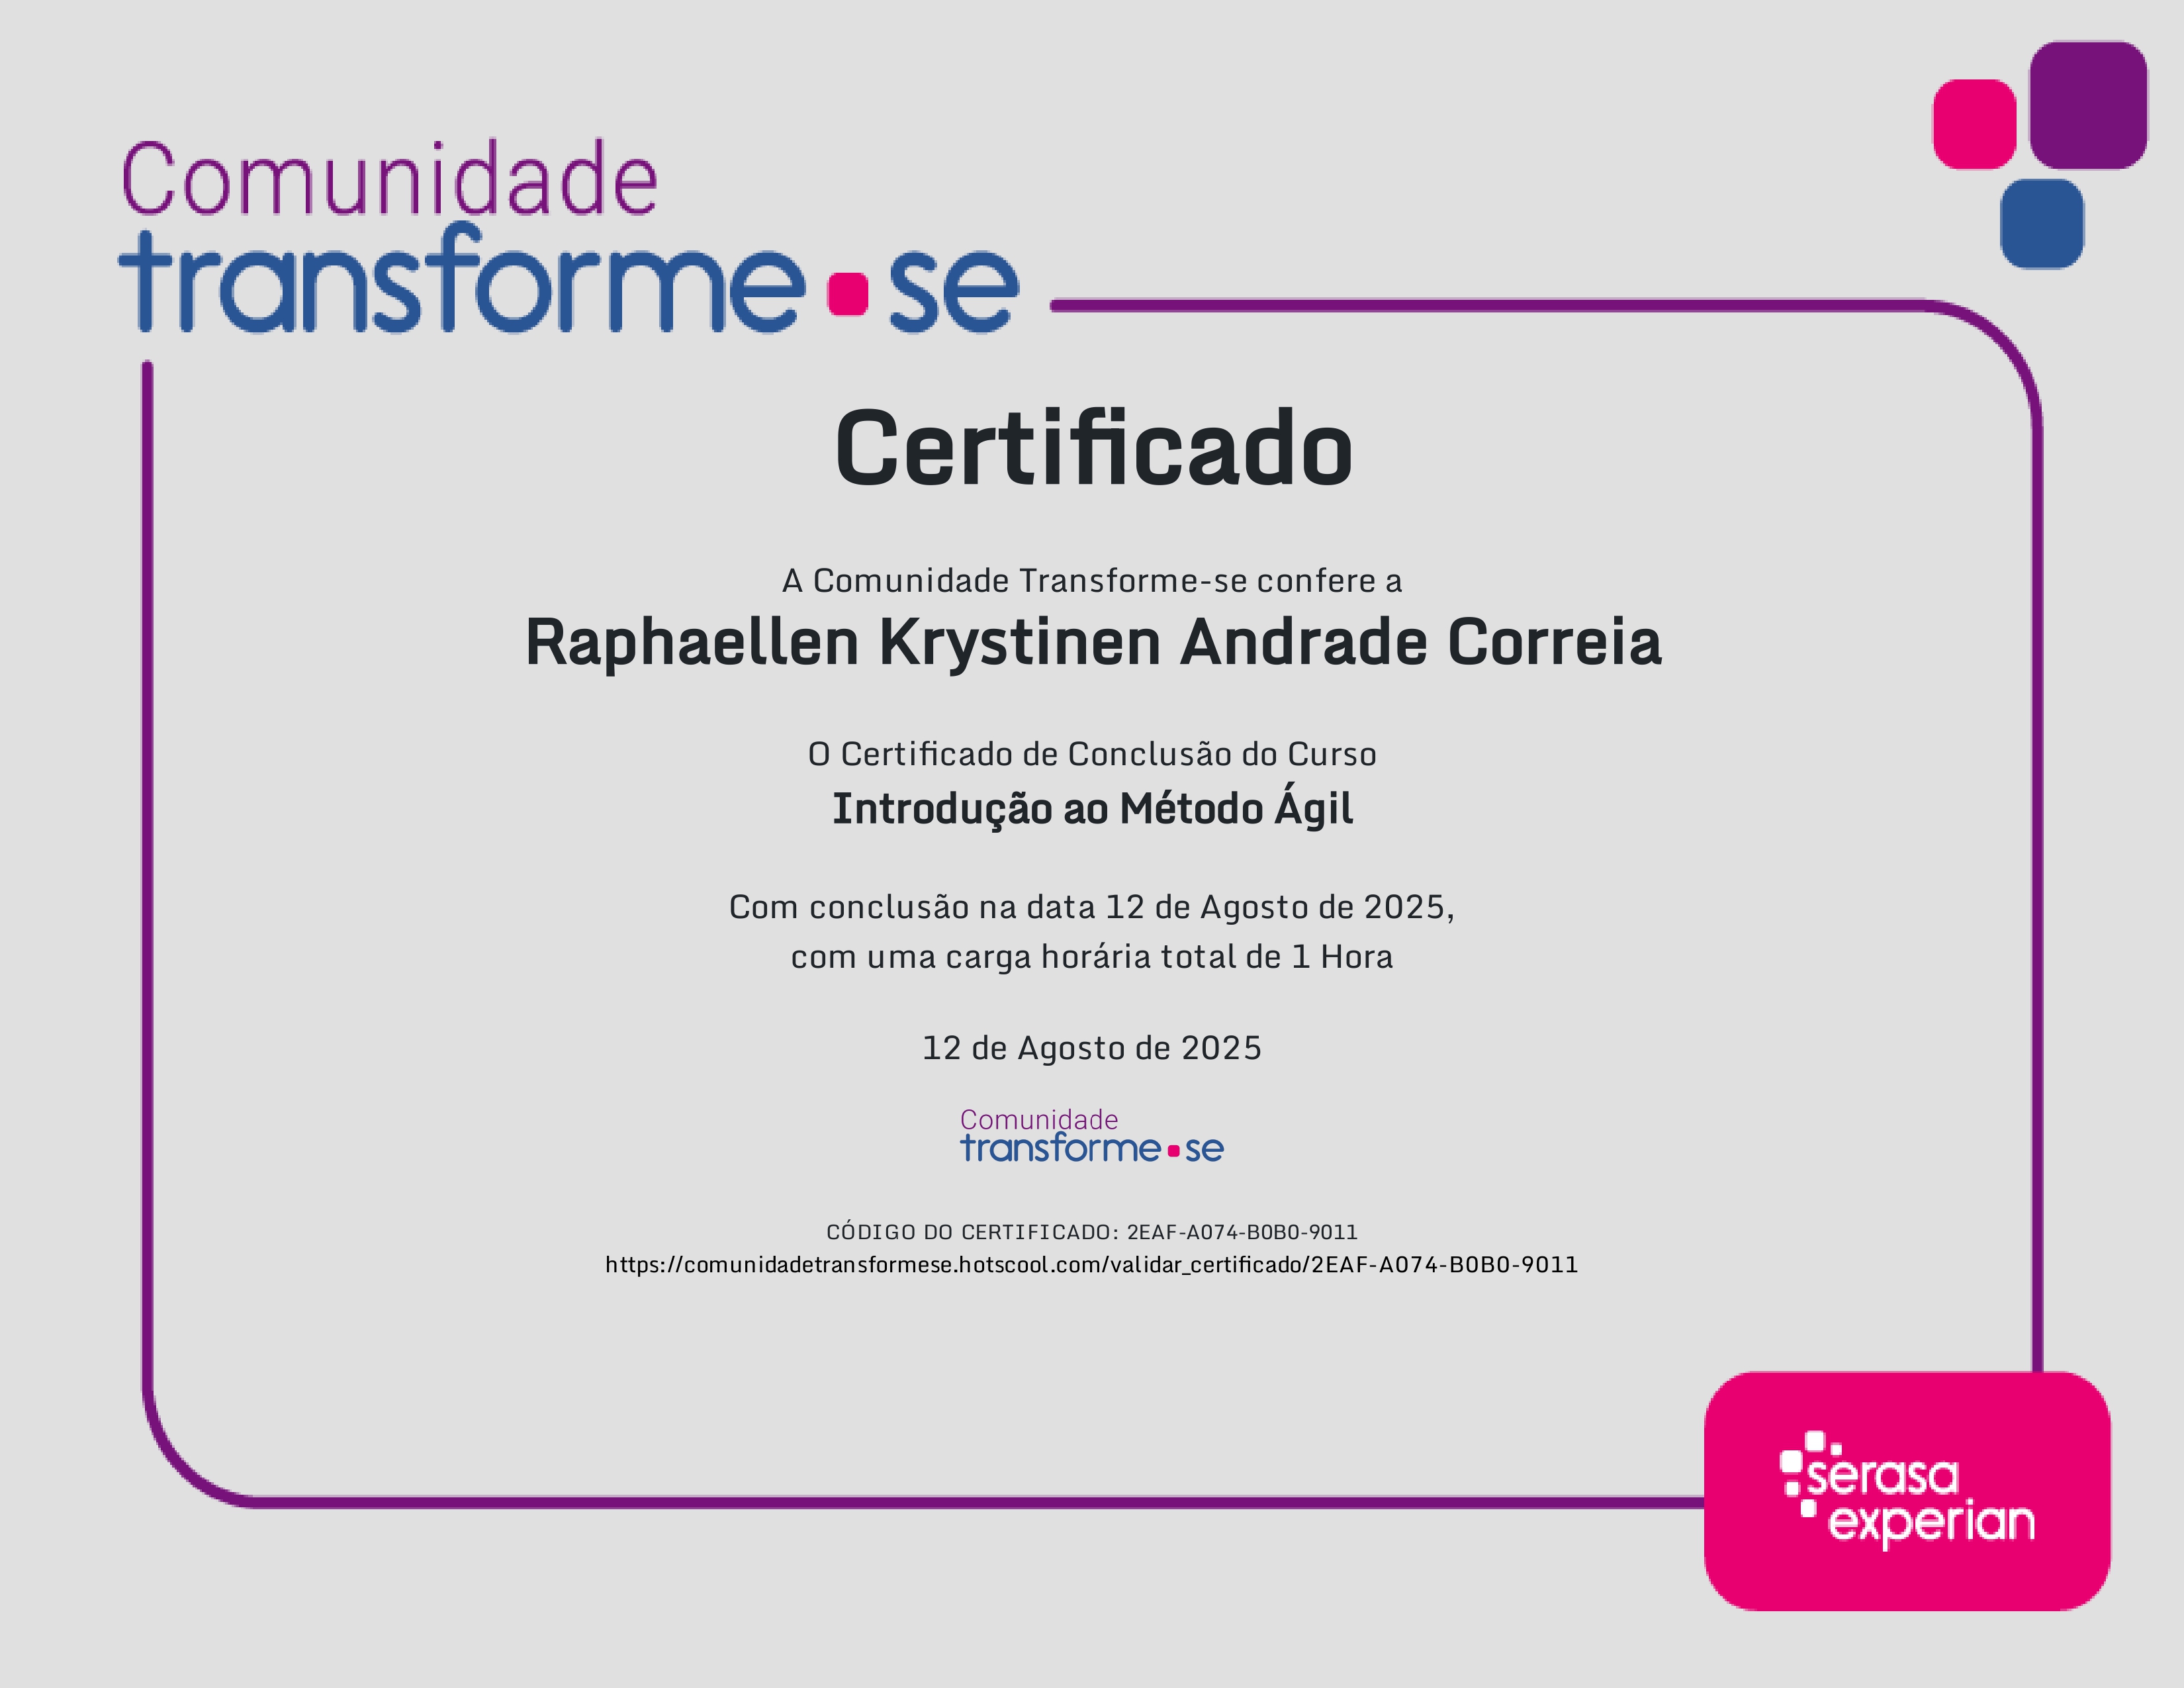 Comunidade
transforme.se
Certificado
A Comunidade Transforme-se confere a
Raphaellen Krystinen Andrade Correia
O Certificado de Conclusão do Curso
Introdução ao Método Ágil
Com conclusão na data 12 de Agosto de 2025,
com uma carga horária total de 1 Hora
12 de Agosto de 2025
Comunidade
transforme.se
CÓDIGO DO CERTIFICADO: 2EAF-A074-B0B0-9011
https://comunidadetransformese.hotscool.com/validar_certificado/2EAF-A074-B0B0-9011
serasa
experian